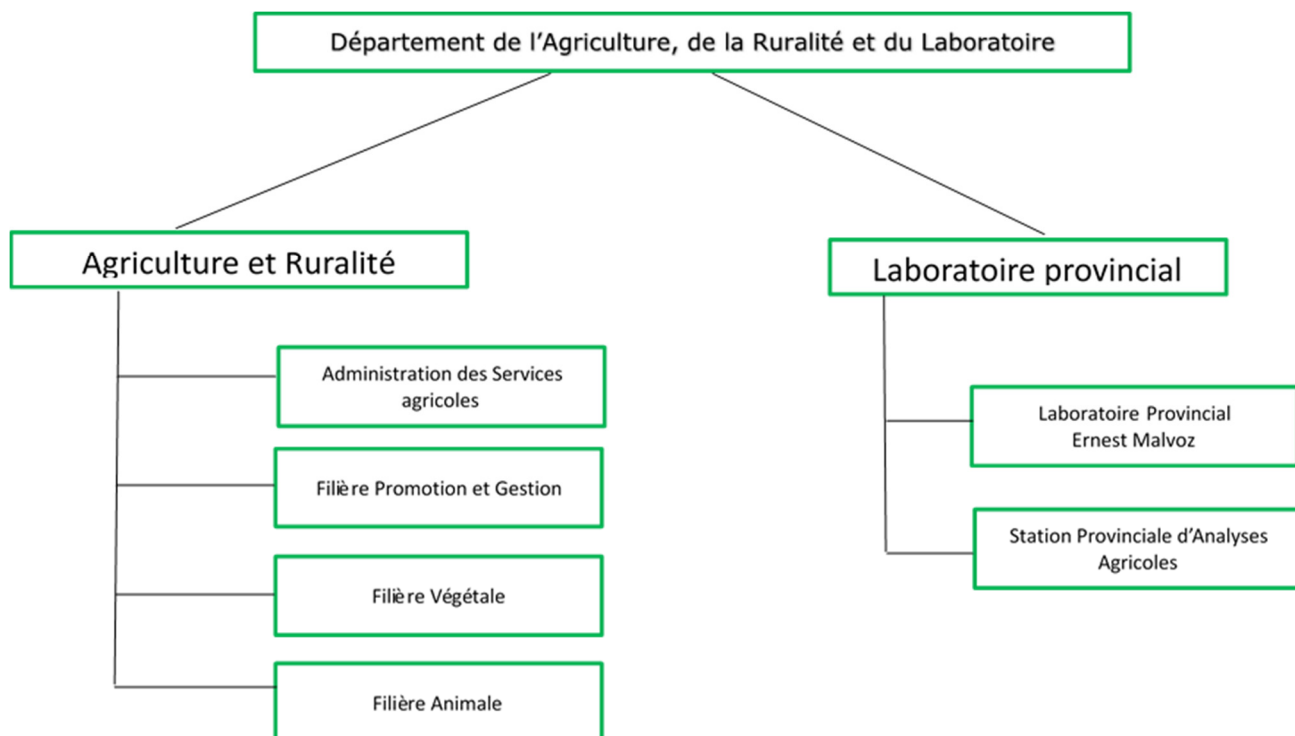 Département de l’Agriculture, de la Ruralité et du Laboratoire
Agriculture et Ruralité
Administration des Services
agricoles
Filière Promotion et Gestion
Filière Végétale
Filière Animale
Laboratoire provincial
Laboratoire Provincial
Ernest Malvoz
Station Provinciale d’Analyses
Agricoles